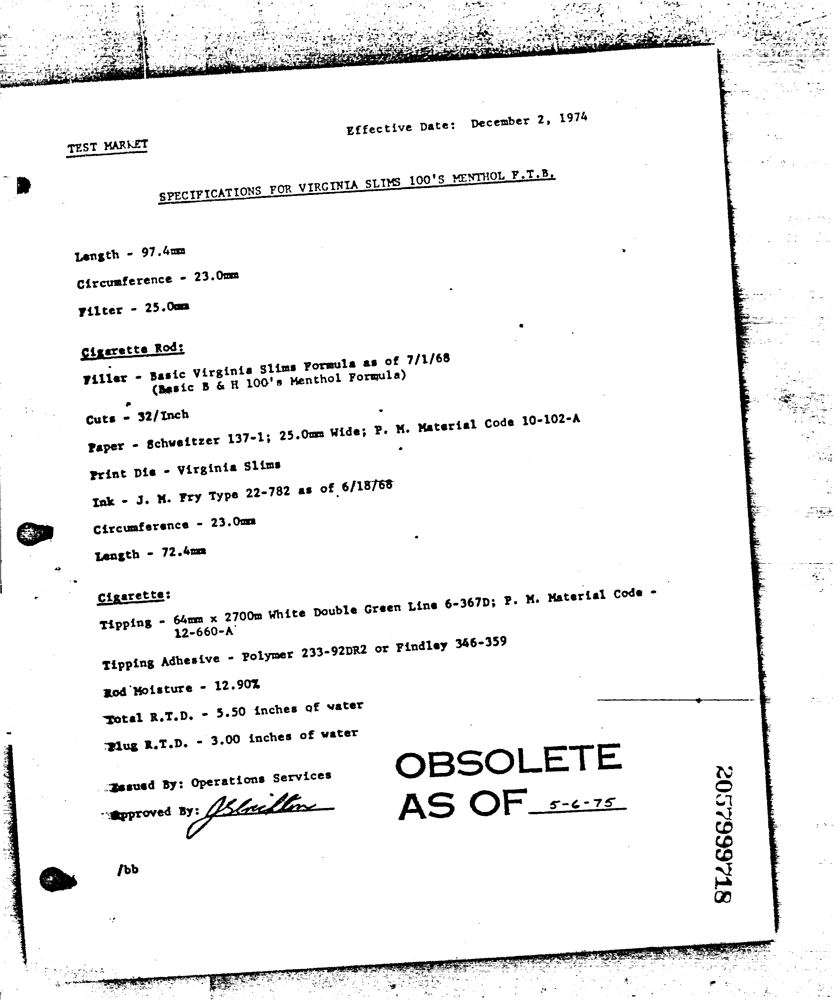 Effective Date: December 2, 1974
TEST MARKET
SPECIFICATIONS FOR VIRGINIA SLIMS 100'S MENTHOL F.T.B.
Length - 97.4mm
Circumference - 23.0mm
Filter - 25.0mm
Cigarette Rod:
Filler - Basic Virginia Slims Formula as of 7/1/68
(Basic B & H 100's Menthol Formula)
Cuts - 32/Inch
Paper - Schweitzer 137-1; 25.0mm Wide; P. M. Material Code 10-102-A
Print Die - Virginia Slims
Ink - J. M. Fry Type 22-782 as of 6/18/68
Circumference - 23.0mm
Length - 72.4mm
Cigarette:
Tipping - 64mm x 2700m White Double Green Line 6-367D; P. M. Material Code -
12-660-A
Tipping Adhesive - Polymer 233-92DR2 or Findley 346-359
Rod Moisture - 12.90%
Total R.T.D. - 5.50 inches of water
Plug R.T.D. - 3.00 inches of water
Issued By: Operations Services
Approved By:
OBSOLETE
AS OF 5-6-75
/bb
2057999718